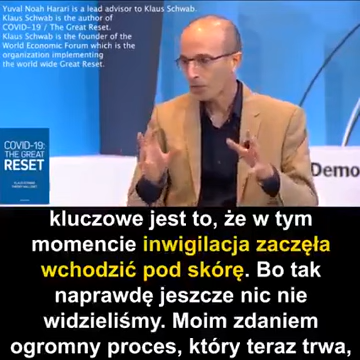 Yuval Noah Harari is a lead advisor to Klaus Schwab.
Klaus Schwab is the author of
COVID-19 / The Great Reset.
Klaus Schwab is the founder of the
World Economic Forum which is the
organization implementing
the world wide Great Reset.
COVID-19:
THE GREAT
RESET
Demo
kluczowe jest to, że w tym
momencie inwigilacja zaczęła
wchodzić pod skórę. Bo tak
naprawdę jeszcze nic nie
widzieliśmy. Moim zdaniem
ogromny proces, który teraz trwa,